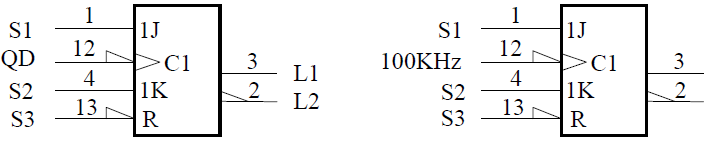 S1 1 1J
QD 12 C1 3 L1
S2 4 1K 2 L2
S3 13 R
S1 1 1J
100KHz 12 C1 3
S2 4 1K 2
S3 13 R